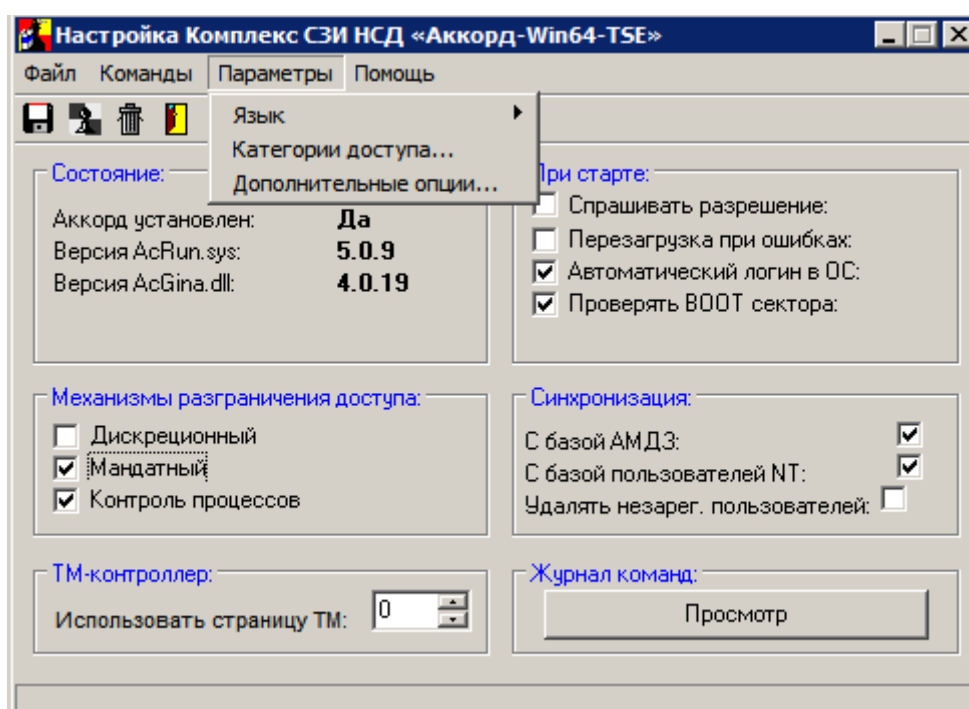 Настройка Комплекс СЗИ НСД «Аккорд-Win64-TSE»
Файл Команды Параметры Помощь
Язык
Категории доступа...
Дополнительные опции...
Состояние:
Аккорд установлен: Да
Версия AcRun.sys: 5.0.9
Версия AcGina.dll: 4.0.19
При старте:
Спрашивать разрешение:
Перезагрузка при ошибках:
Автоматический логин в ОС:
Проверять BOOT сектора:
Механизмы разграничения доступа:
Дискреционный
Мандатный
Контроль процессов
Синхронизация:
С базой АМДЗ:
С базой пользователей NT:
Удалять незарег. пользователей:
ТМ-контроллер:
Использовать страницу ТМ: 0
Журнал команд:
Просмотр